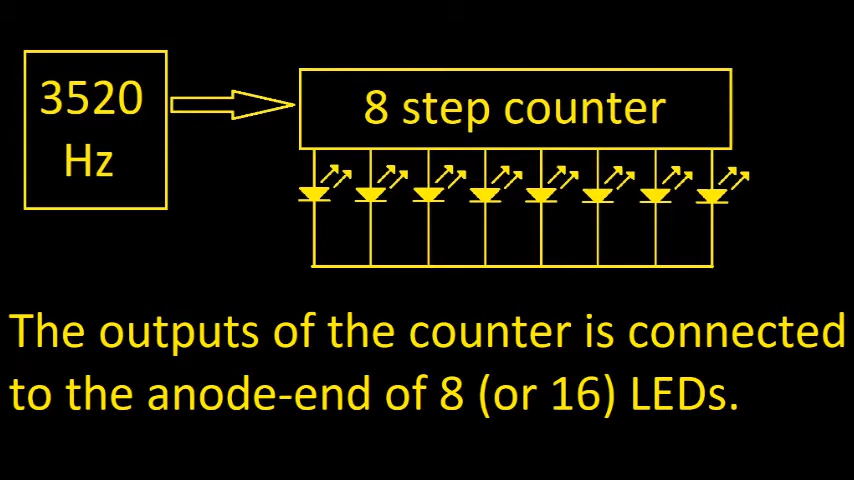 3520
Hz
8 step counter
The outputs of the counter is connected
to the anode-end of 8 (or 16) LEDs.